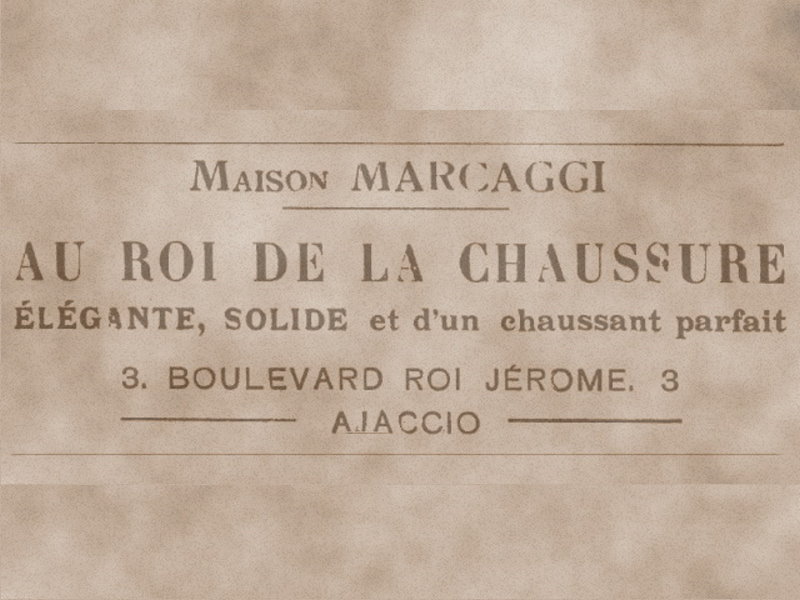 MAISON MARCAGGI
AU ROI DE LA CHAUSSURE
ÉLÉGANTE, SOLIDE et d'un chaussant parfait
3. BOULEVARD ROI JÉROME. 3
AJACCIO